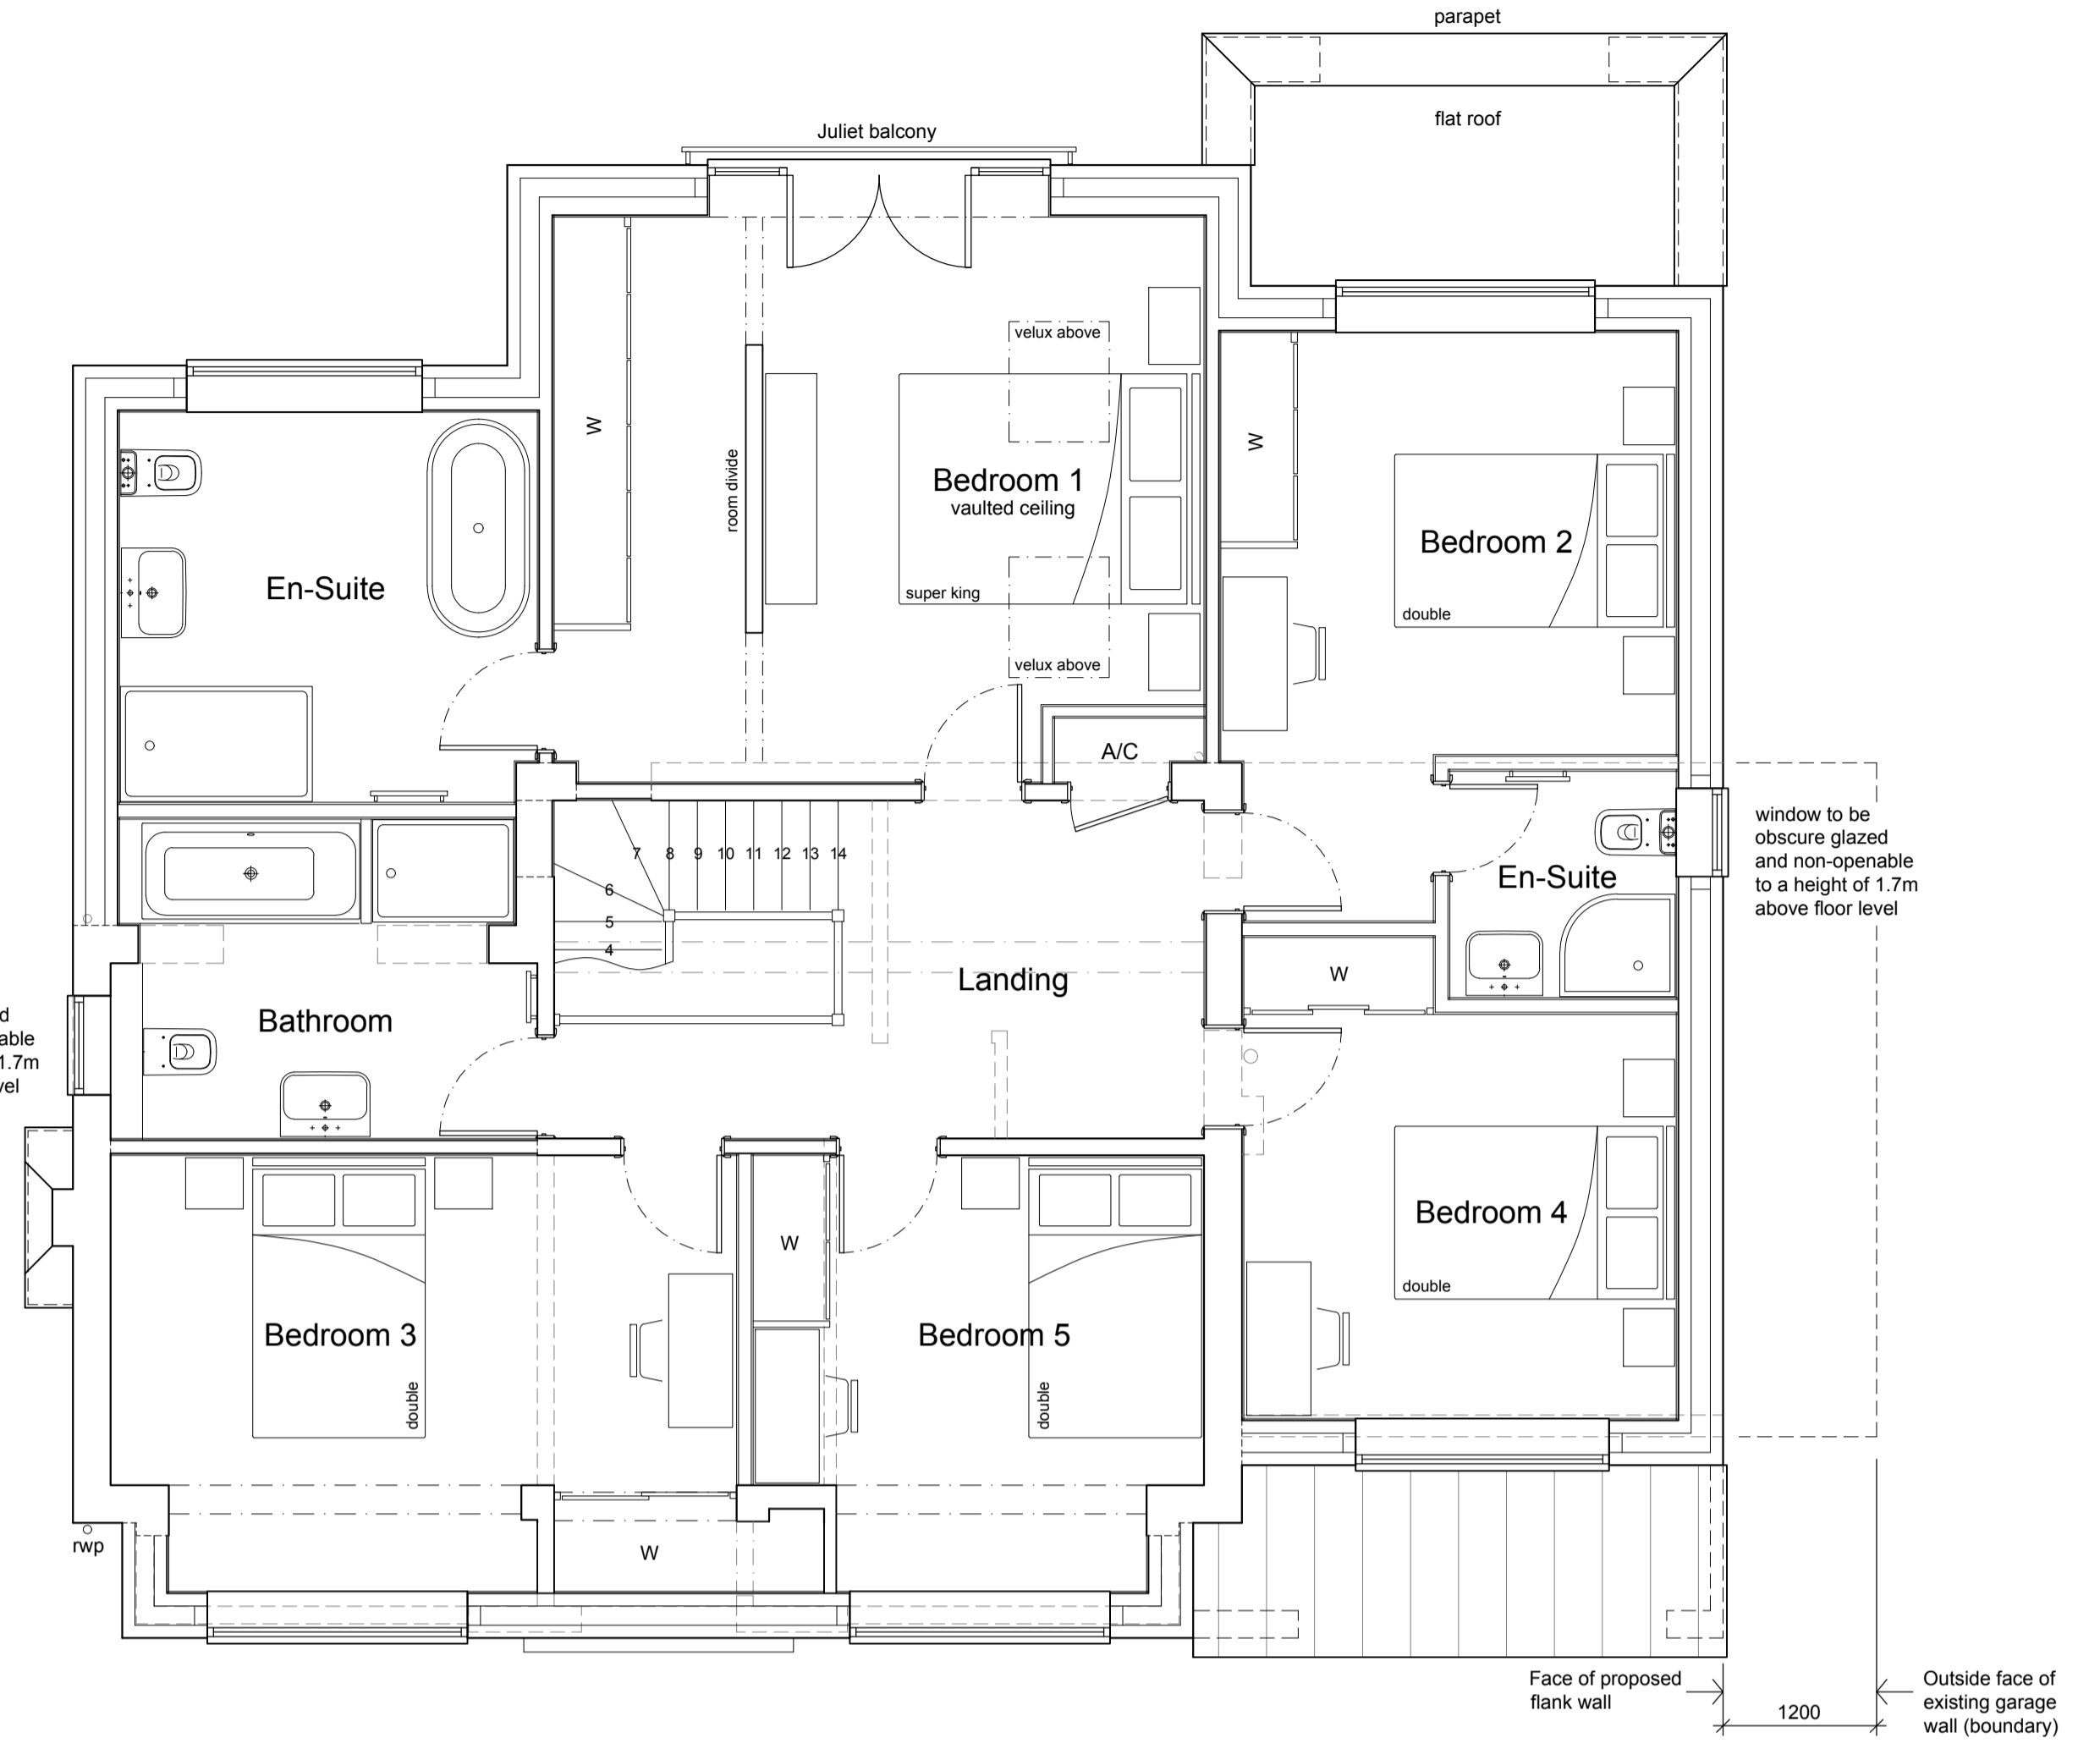 parapet
flat roof
Juliet balcony
velux above
W
room divide
Bedroom 1
vaulted ceiling
super king
velux above
W
Bedroom 2
double
En-Suite
A/C
window to be
obscure glazed
and non-openable
to a height of 1.7m
above floor level
7 8 9 10 11 12 13 14
6
5
4
En-Suite
Landing
W
Bathroom
1.7m
W
Bedroom 4
double
Bedroom 3
double
Bedroom 5
double
rwp
W
Face of proposed
flank wall
1200
Outside face of
existing garage
wall (boundary)